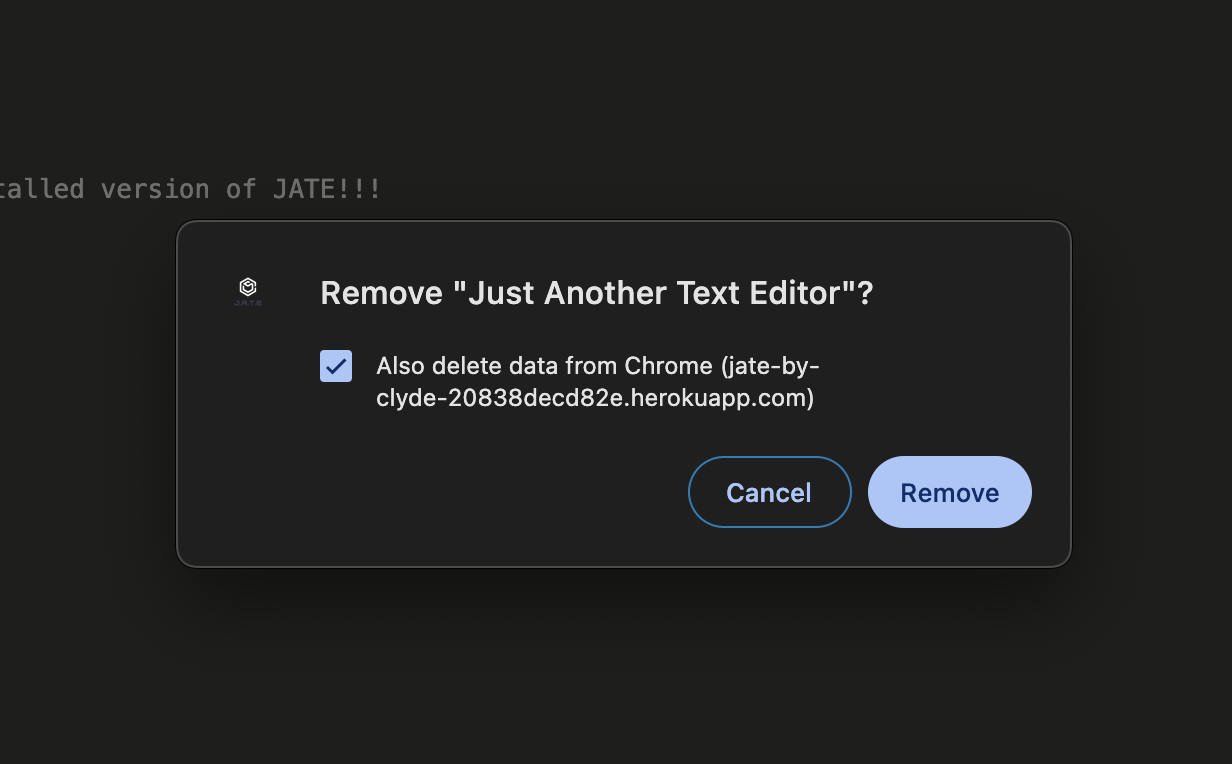 talled version of JATE!!!
Remove "Just Another Text Editor"?
J.A.T.E
Also delete data from Chrome (jate-by-
clyde-20838decd82e.herokuapp.com)
Cancel
Remove